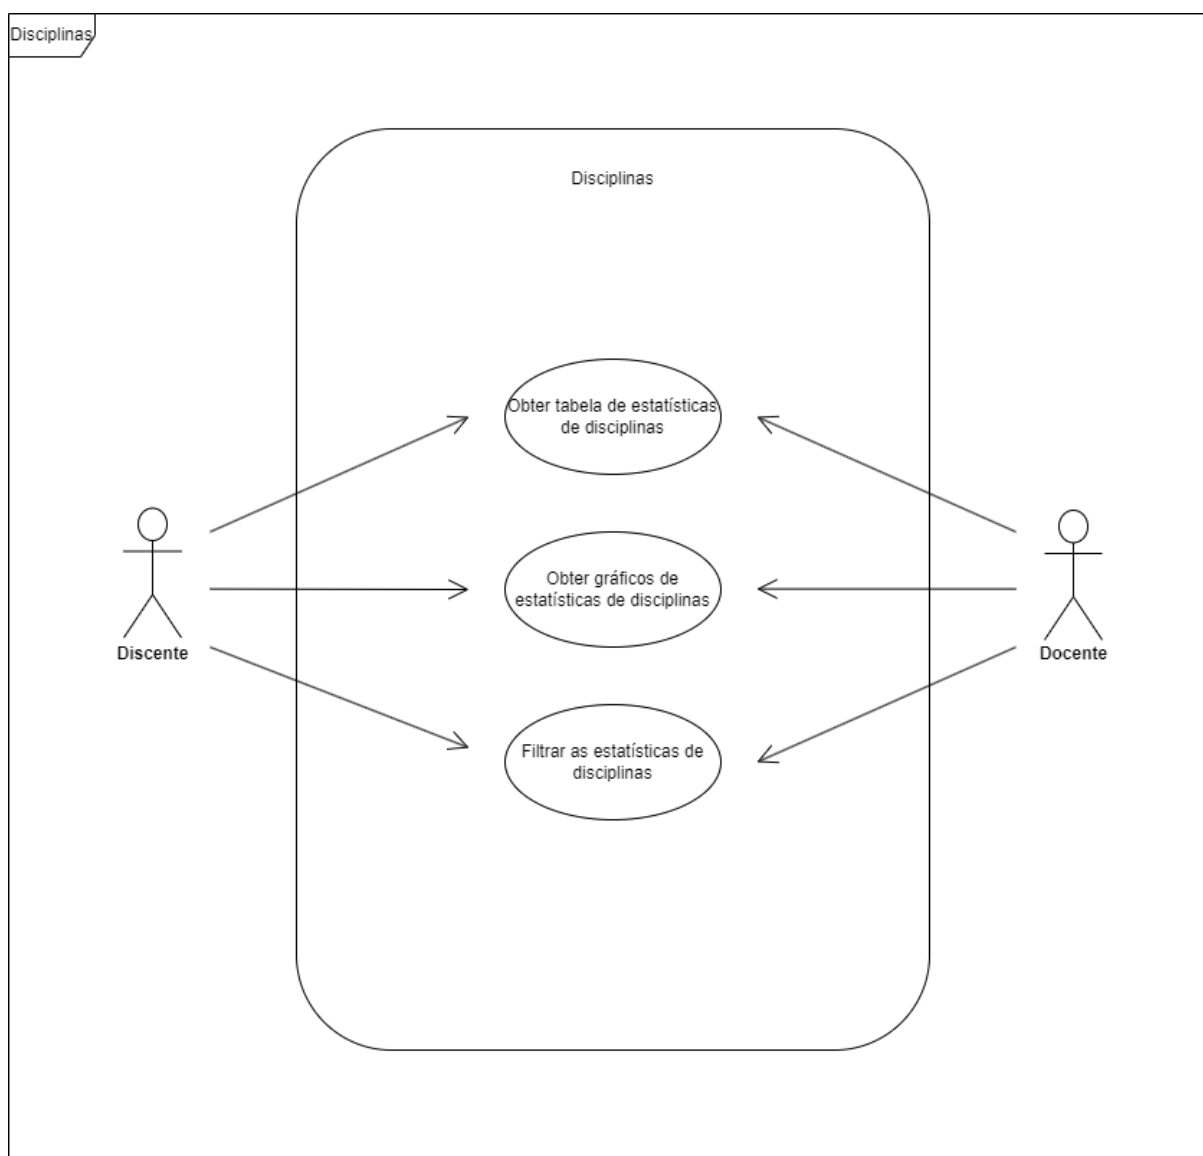 Disciplinas
Disciplinas
Obter tabela de estatísticas
de disciplinas
Obter gráficos de
estatísticas de disciplinas
Discente
Docente
Filtrar as estatísticas de
disciplinas